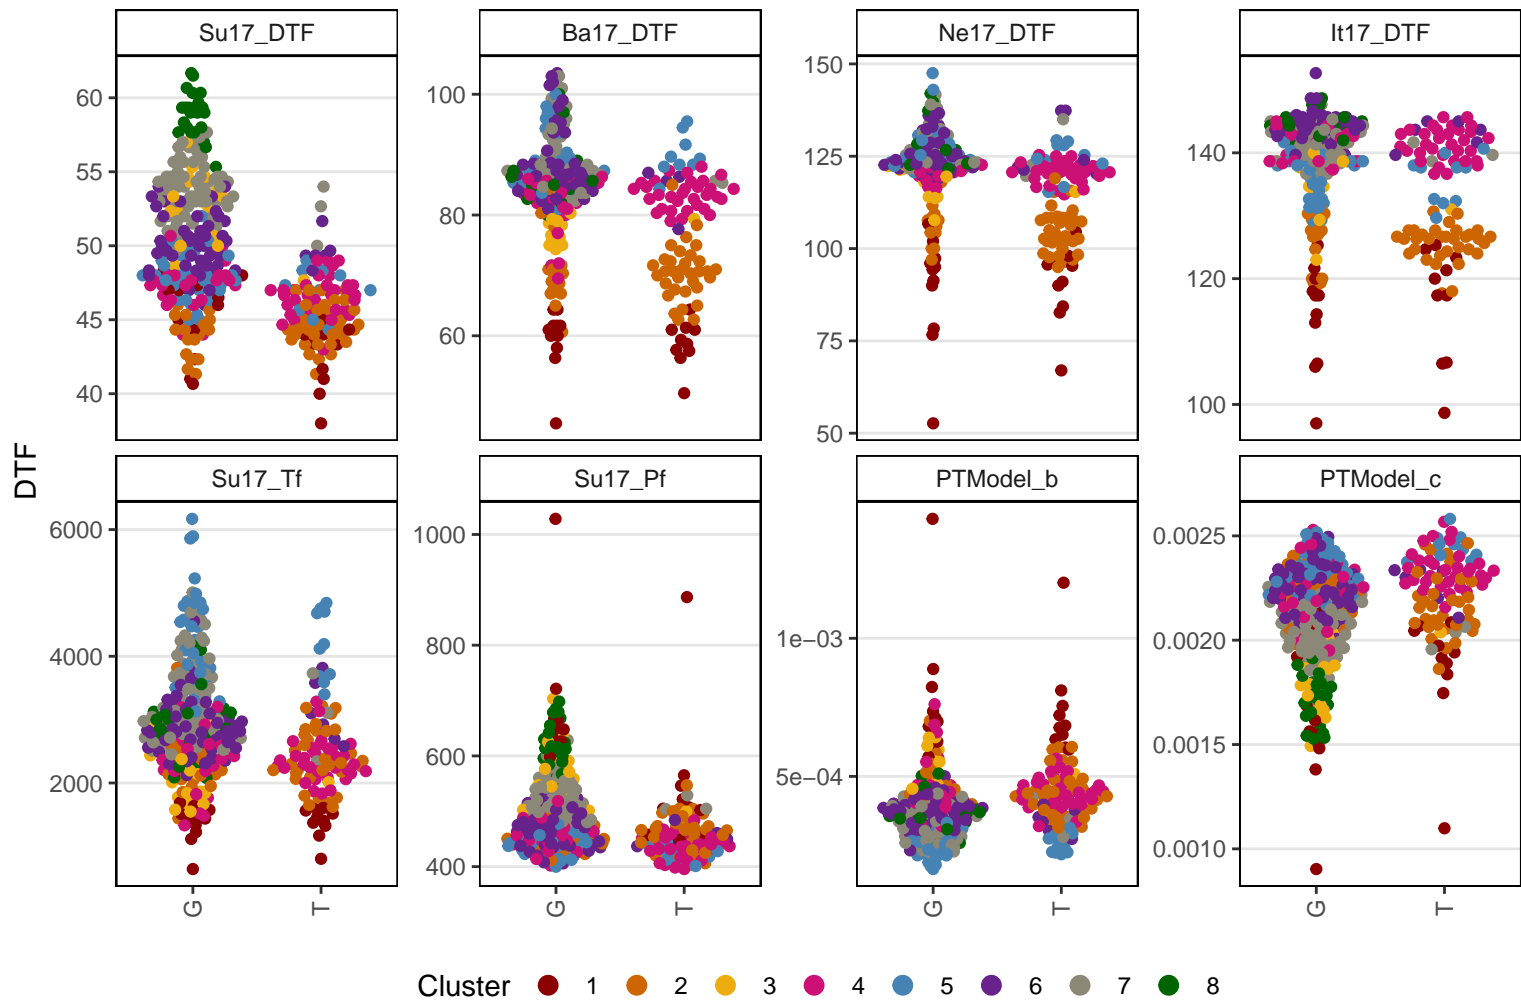 Su17_DTF
Ba17_DTF
Ne17_DTF
It17_DTF
60
55
50
45
40
100
80
60
150
125
100
75
50
140
120
100
DTF
Su17_Tf
Su17_Pf
PTModel_b
PTModel_c
6000
4000
2000
1000
800
600
400
1e−03
5e−04
0.0025
0.0020
0.0015
0.0010
G
T
G
T
G
T
G
T
Cluster 1 2 3 4 5 6 7 8